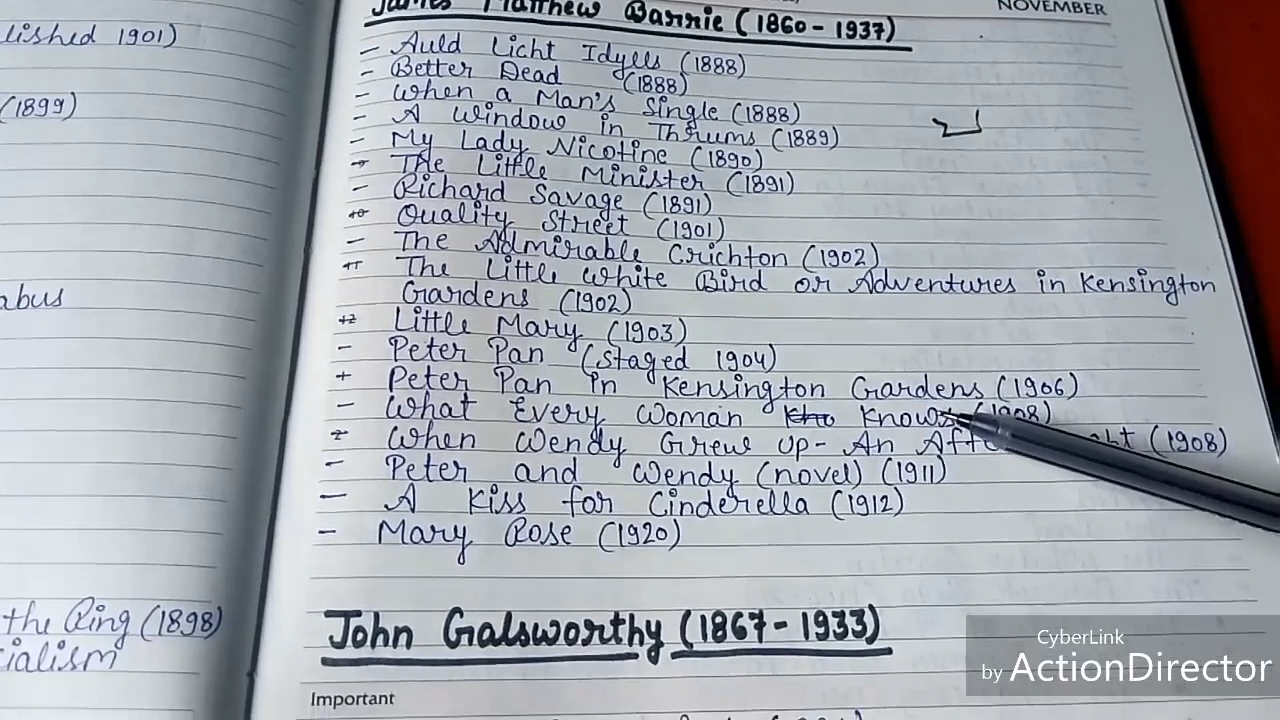 NOVEMBER
James Matthew Barrie (1860 - 1937)
lished 1901)
(1899)
abus
the Ring (1898)
ialism
- Auld Licht Idylls (1888)
- Better Dead (1888)
- When a Man's Single (1888)
- A Window in Thrums (1889)
- My Lady Nicotine (1890)
- The Little Minister (1891)
- Richard Savage (1891)
- Quality Street (1901)
- The Admirable Crichton (1902)
- The Little White Bird or Adventures in Kensington
Gardens (1902)
- Little Mary (1903)
- Peter Pan (staged 1904)
- Peter Pan in Kensington Gardens (1906)
- What Every Woman Knows (1908)
- When Wendy Grew Up - An (1908)
- Peter and Wendy (novel) (1911)
- A Kiss for Cinderella (1912)
- Mary Rose (1920)
John Galsworthy (1867 - 1933)
Important
CyberLink
by ActionDirector